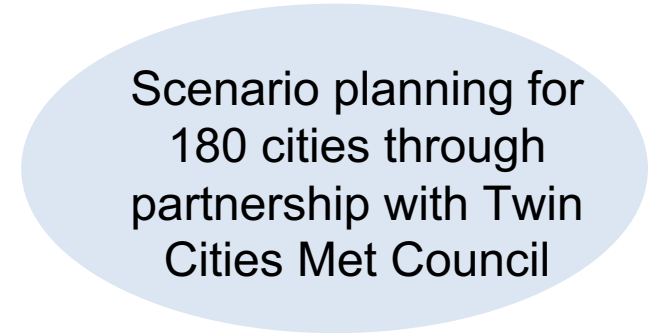 Scenario planning for
180 cities through
partnership with Twin
Cities Met Council